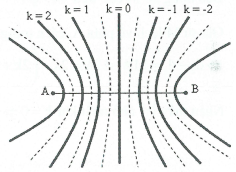 k = 2 k = 1 k = 0 k = -1 k = -2
A B